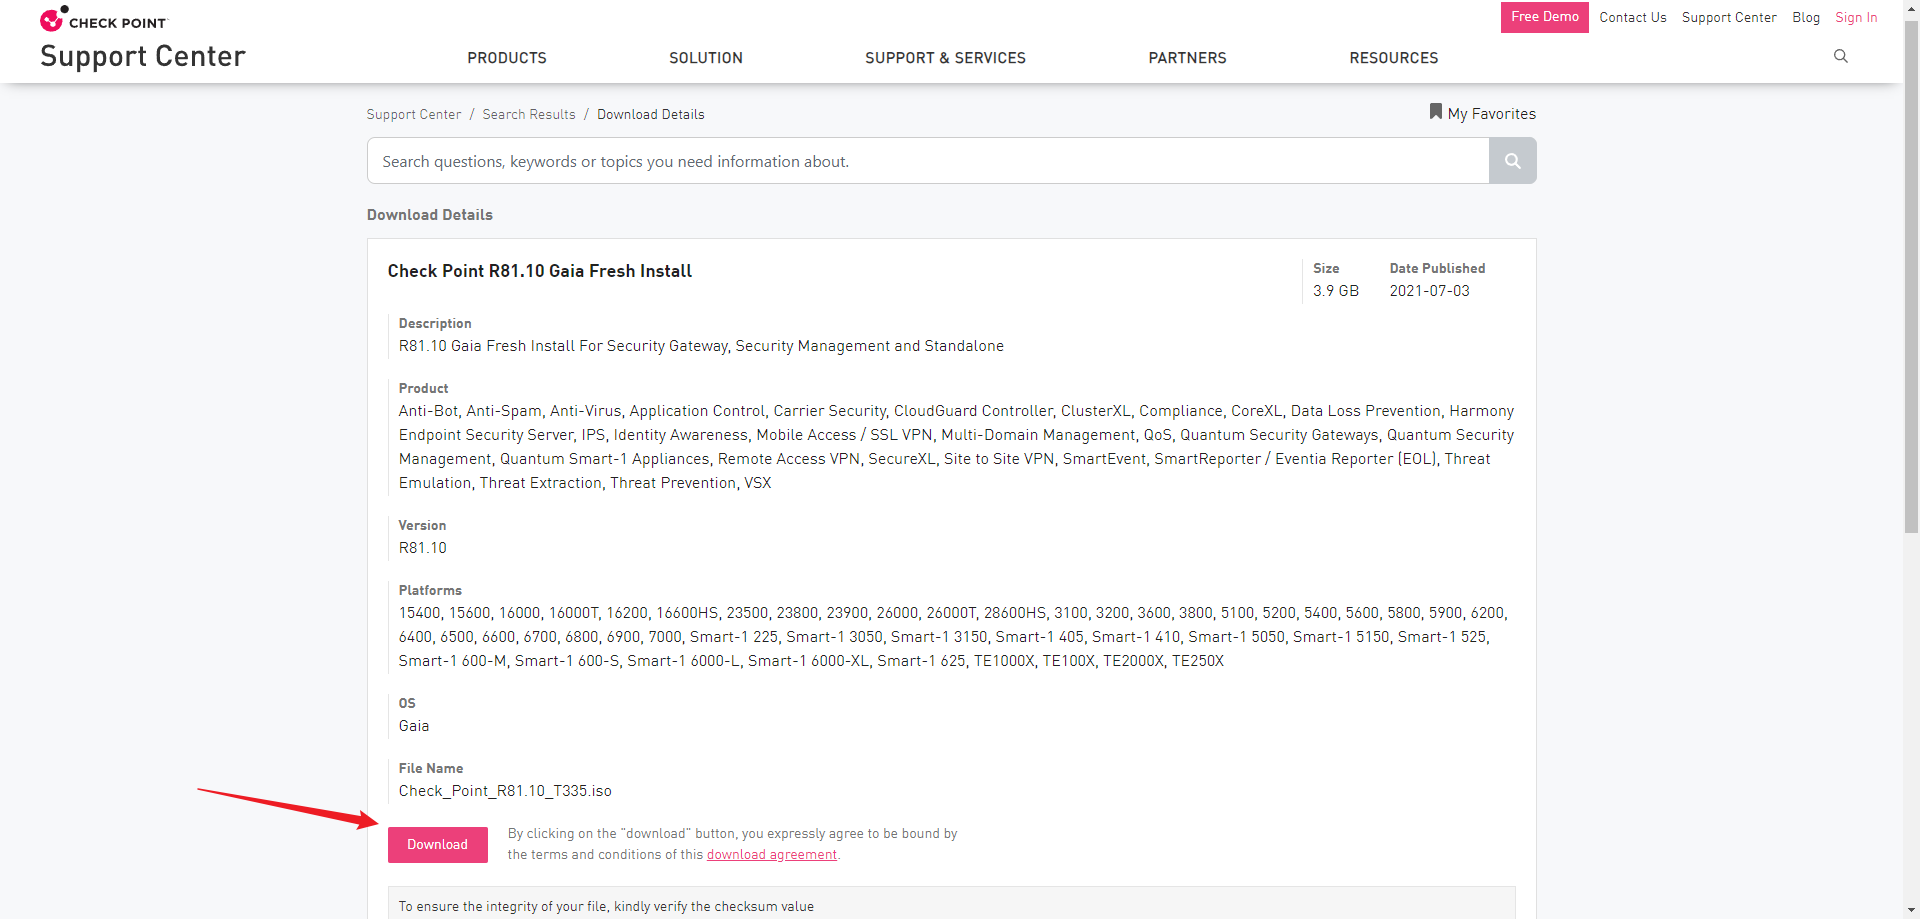 CHECK POINT
Support Center
PRODUCTS
SOLUTION
SUPPORT & SERVICES
PARTNERS
RESOURCES
Free Demo
Contact Us
Support Center
Blog
Sign In
Support Center / Search Results / Download Details
My Favorites
Search questions, keywords or topics you need information about.
Download Details
Check Point R81.10 Gaia Fresh Install
Size
3.9 GB
Date Published
2021-07-03
Description
R81.10 Gaia Fresh Install For Security Gateway, Security Management and Standalone
Product
Anti-Bot, Anti-Spam, Anti-Virus, Application Control, Carrier Security, CloudGuard Controller, ClusterXL, Compliance, CoreXL, Data Loss Prevention, Harmony
Endpoint Security Server, IPS, Identity Awareness, Mobile Access / SSL VPN, Multi-Domain Management, QoS, Quantum Security Gateways, Quantum Security
Management, Quantum Smart-1 Appliances, Remote Access VPN, SecureXL, Site to Site VPN, SmartEvent, SmartReporter / Eventia Reporter (EOL), Threat
Emulation, Threat Extraction, Threat Prevention, VSX
Version
R81.10
Platforms
15400, 15600, 16000, 16000T, 16200, 16600HS, 23500, 23800, 23900, 26000, 26000T, 28600HS, 3100, 3200, 3600, 3800, 5100, 5200, 5400, 5600, 5800, 5900, 6200,
6400, 6500, 6600, 6700, 6800, 6900, 7000, Smart-1 225, Smart-1 3050, Smart-1 3150, Smart-1 405, Smart-1 410, Smart-1 5050, Smart-1 5150, Smart-1 525,
Smart-1 600-M, Smart-1 600-S, Smart-1 6000-L, Smart-1 6000-XL, Smart-1 625, TE1000X, TE100X, TE2000X, TE250X
OS
Gaia
File Name
Check_Point_R81.10_T335.iso
Download
By clicking on the "download" button, you expressly agree to be bound by
the terms and conditions of this download agreement.
To ensure the integrity of your file, kindly verify the checksum value